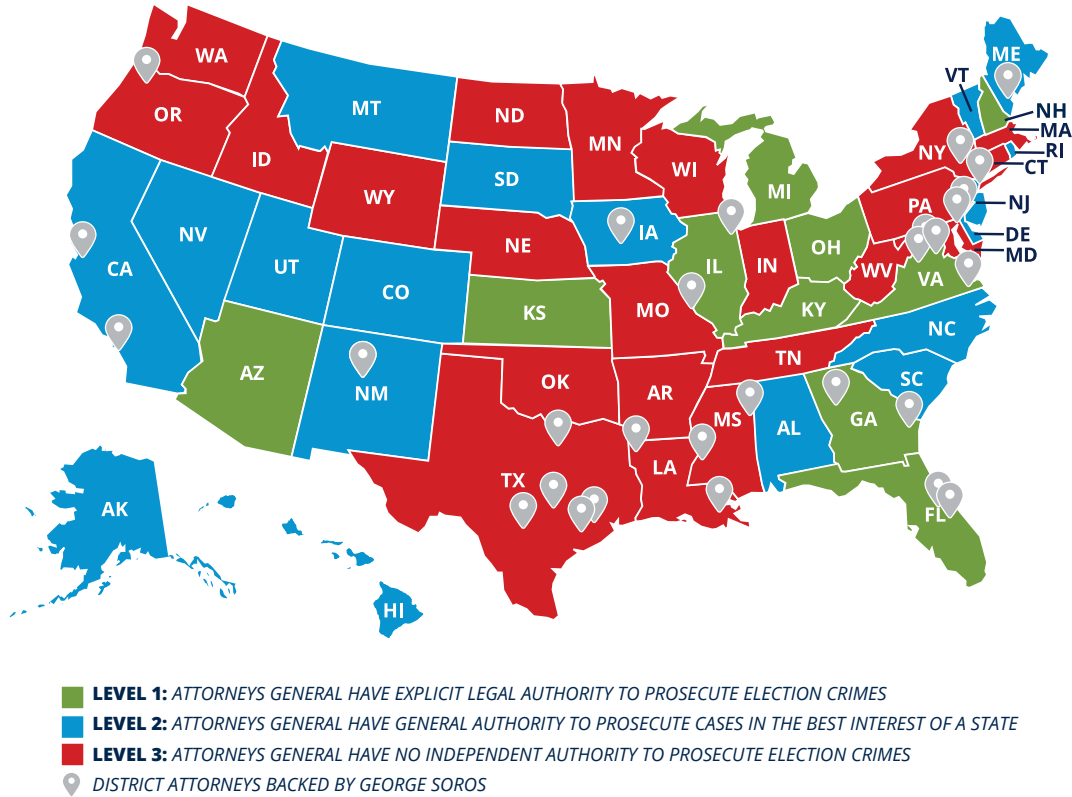 WA
ME
VT
MT
ND
OR
NH
MN
MA
NY
RI
ID
WI
CT
SD
MI
WY
PA
NJ
IA
NV
DE
NE
OH
MD
UT
IL
IN
CA
WV
VA
CO
MO
KS
KY
NC
TN
AZ
OK
SC
NM
AR
MS
GA
AL
LA
TX
AK
FL
HI
LEVEL 1: ATTORNEYS GENERAL HAVE EXPLICIT LEGAL AUTHORITY TO PROSECUTE ELECTION CRIMES
LEVEL 2: ATTORNEYS GENERAL HAVE GENERAL AUTHORITY TO PROSECUTE CASES IN THE BEST INTEREST OF A STATE
LEVEL 3: ATTORNEYS GENERAL HAVE NO INDEPENDENT AUTHORITY TO PROSECUTE ELECTION CRIMES
DISTRICT ATTORNEYS BACKED BY GEORGE SOROS